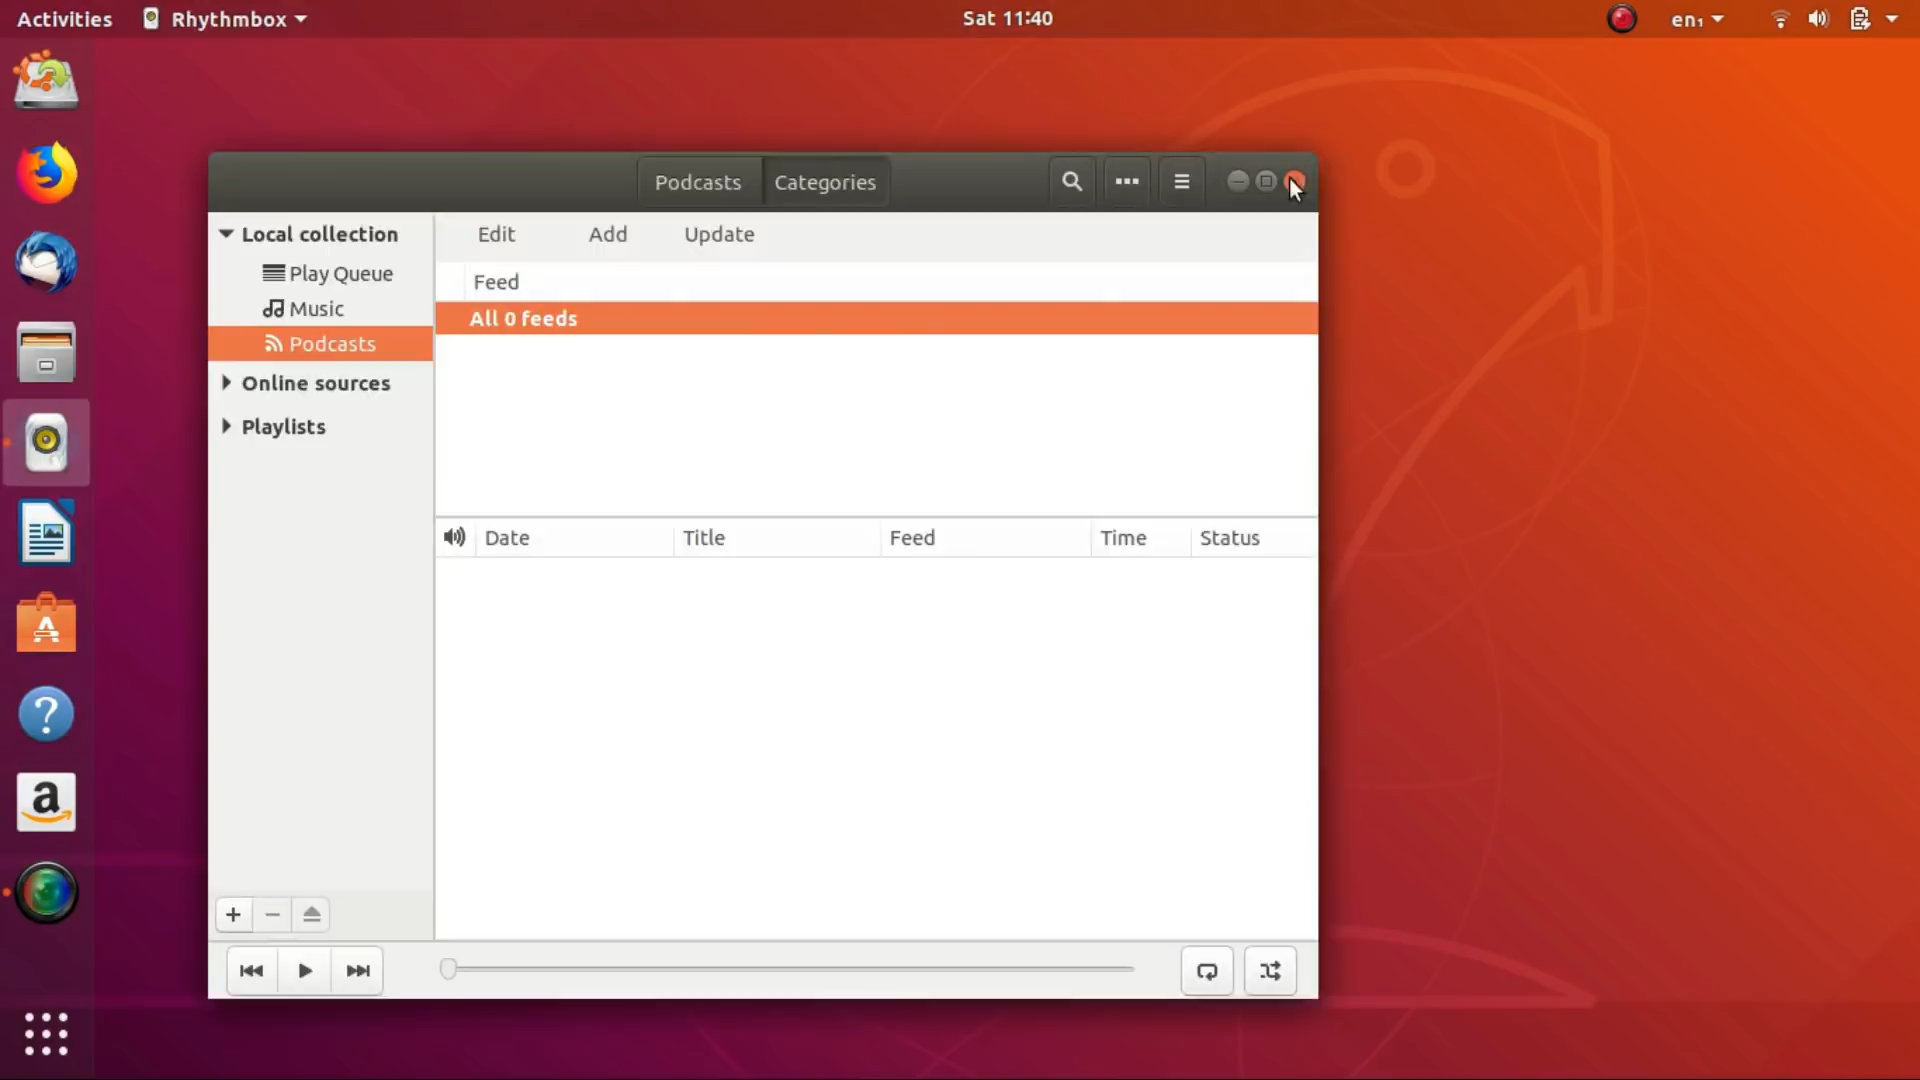 Activities
Rhythmbox
Sat 11:40
en₁
Podcasts
Categories
Local collection
Play Queue
Music
Podcasts
Online sources
Playlists
Edit
Add
Update
Feed
All 0 feeds
Date
Title
Feed
Time
Status